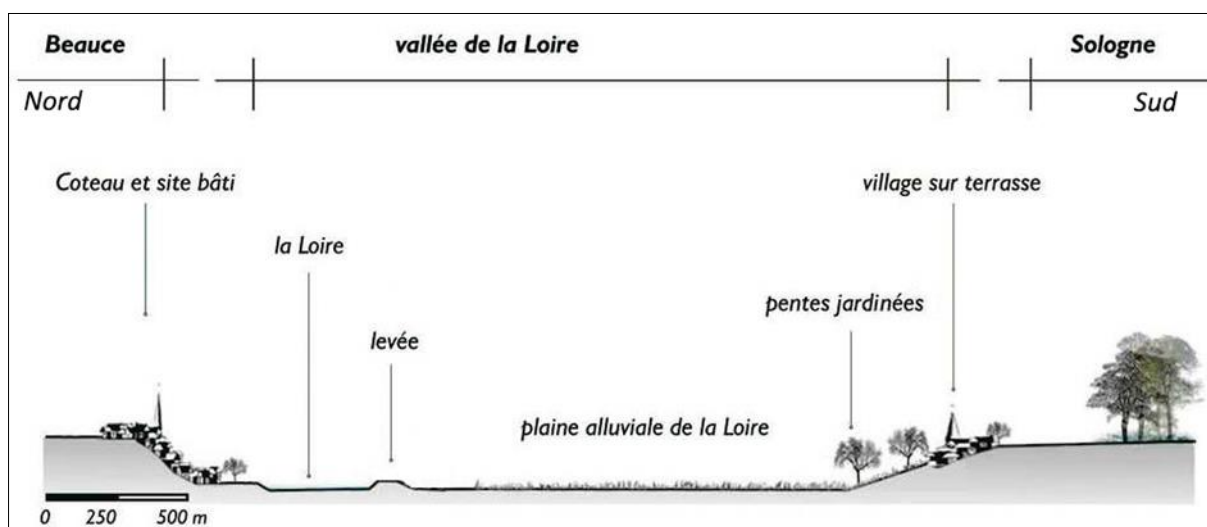 Beauce
vallée de la Loire
Sologne
Nord
Sud
Coteau et site bâti
village sur terrasse
la Loire
pentes jardinées
levée
plaine alluviale de la Loire
0 250 500 m